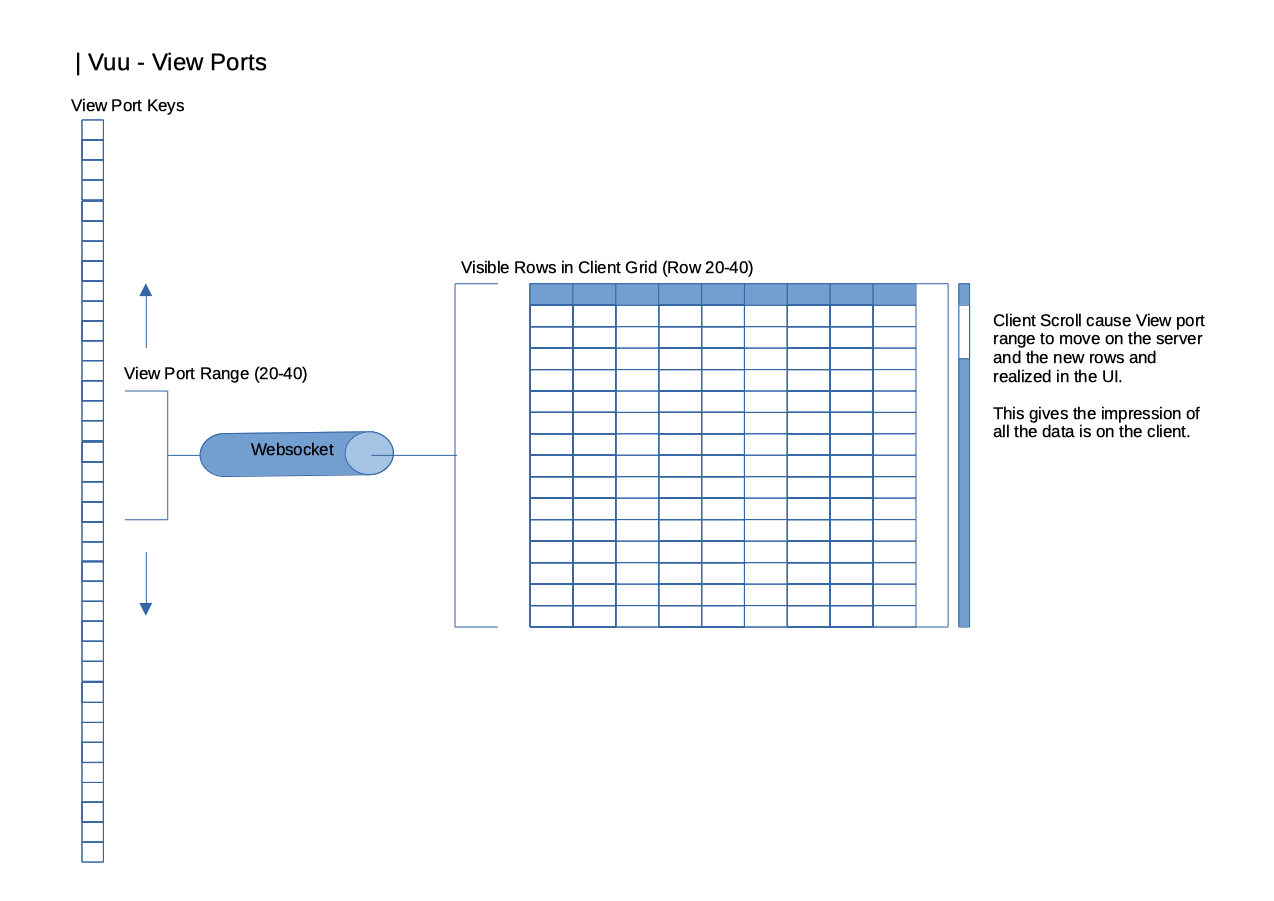 | Vuu - View Ports
View Port Keys
Visible Rows in Client Grid (Row 20-40)
Client Scroll cause View port
range to move on the server
and the new rows and
realized in the UI.
This gives the impression of
all the data is on the client.
View Port Range (20-40)
Websocket